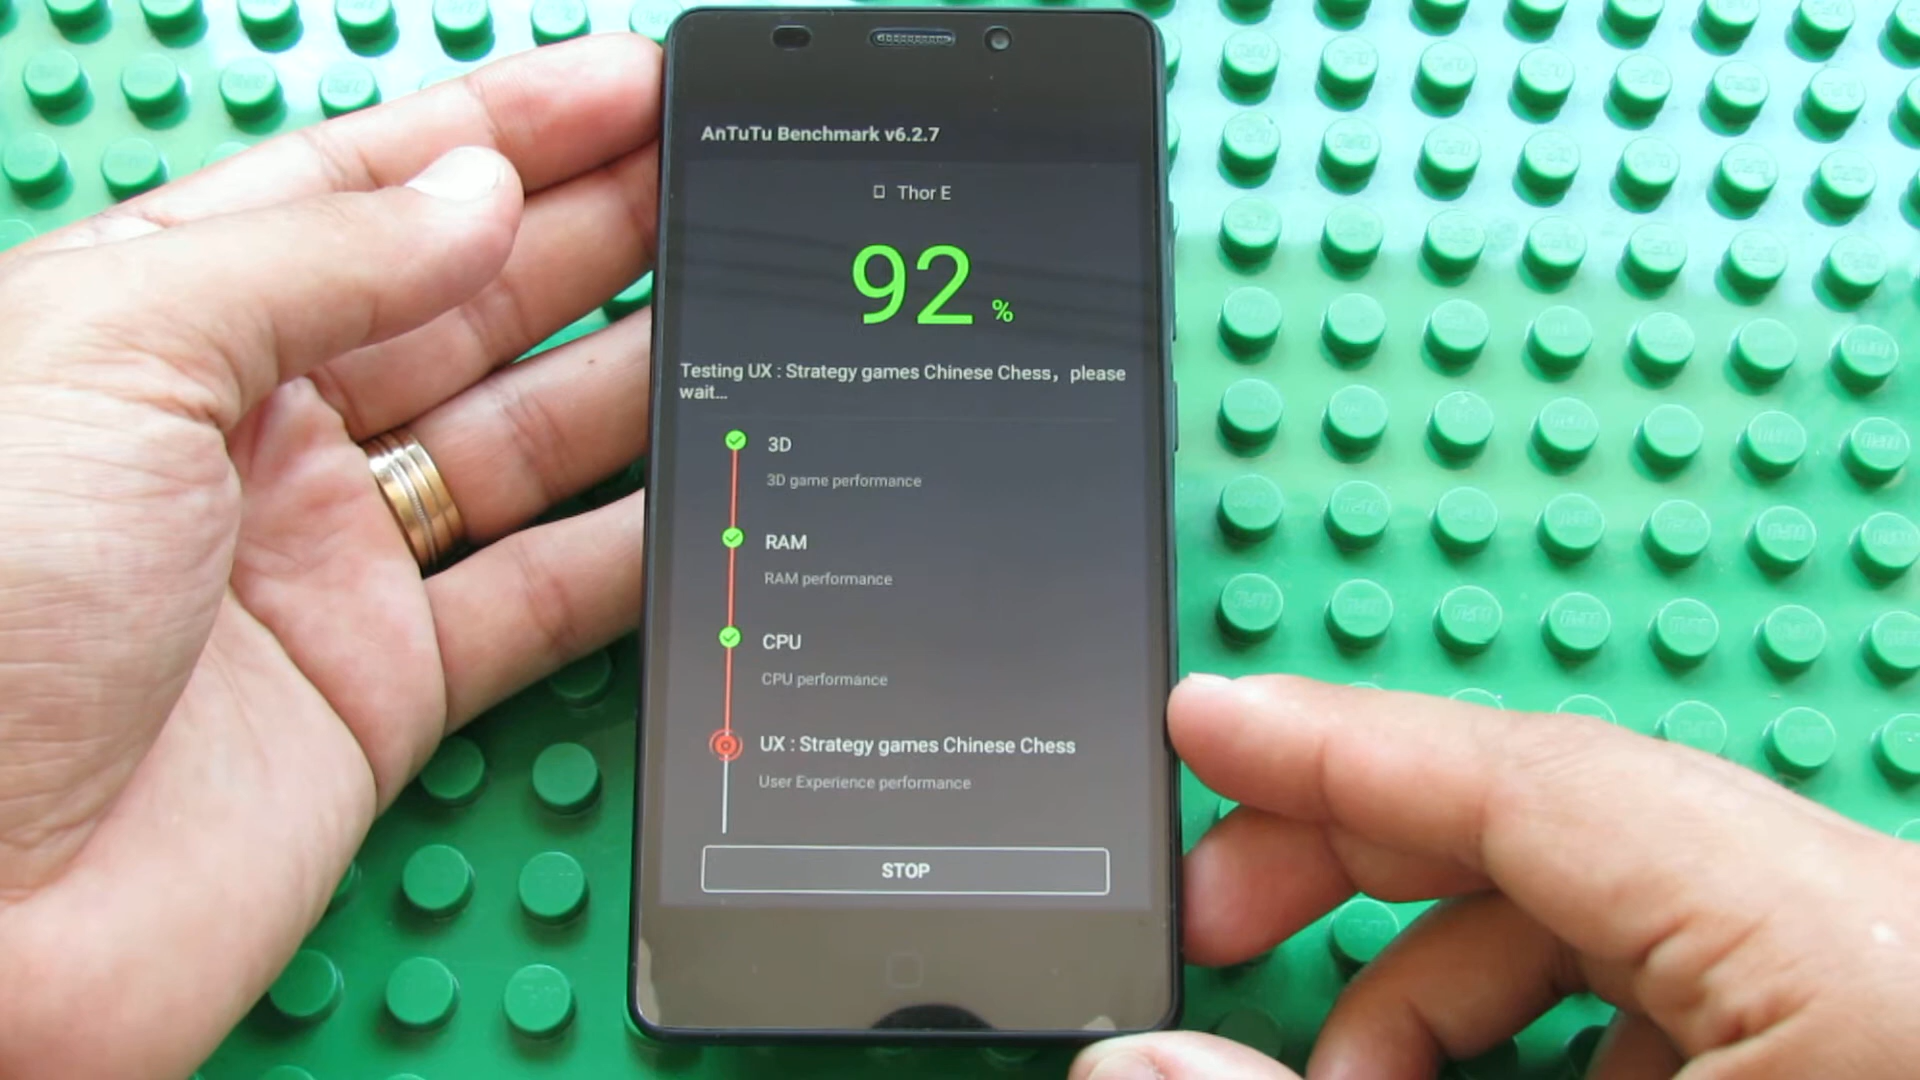 AnTuTu Benchmark v6.2.7
Thor E
92 %
Testing UX : Strategy games Chinese Chess，please
wait...
3D
3D game performance
RAM
RAM performance
CPU
CPU performance
UX : Strategy games Chinese Chess
User Experience performance
STOP